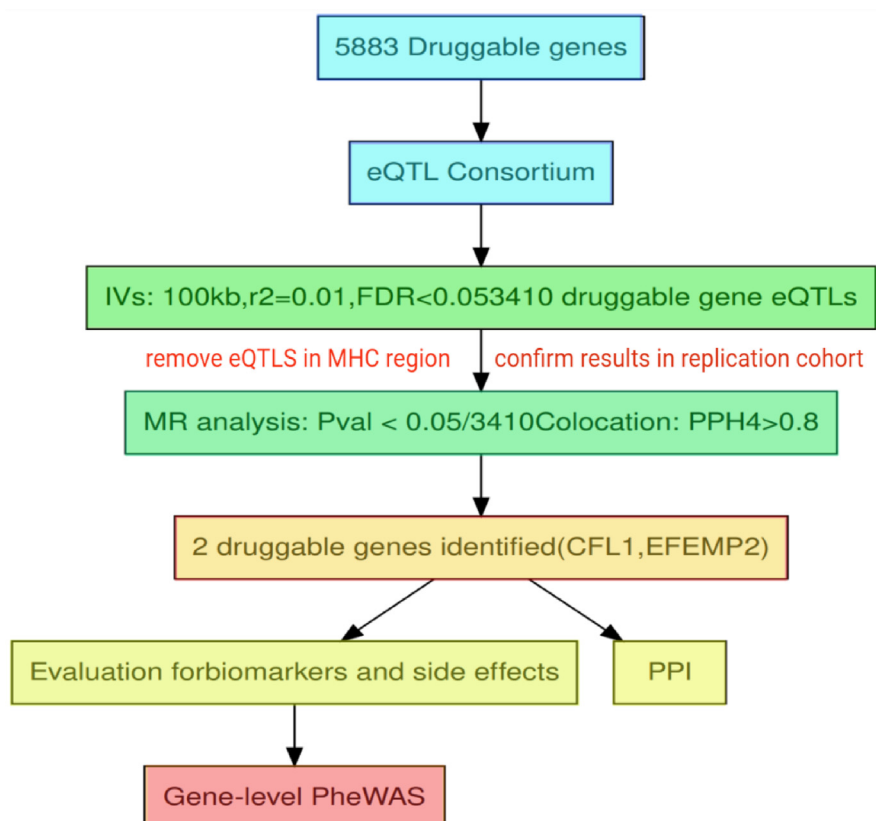 5883 Druggable genes
eQTL Consortium
IVs: 100kb,r2=0.01,FDR<0.053410 druggable gene eQTLs
remove eQTLS in MHC region
confirm results in replication cohort
MR analysis: Pval < 0.05/3410Colocation: PPH4>0.8
2 druggable genes identified(CFL1,EFEMP2)
Evaluation forbiomarkers and side effects
PPI
Gene-level PheWAS